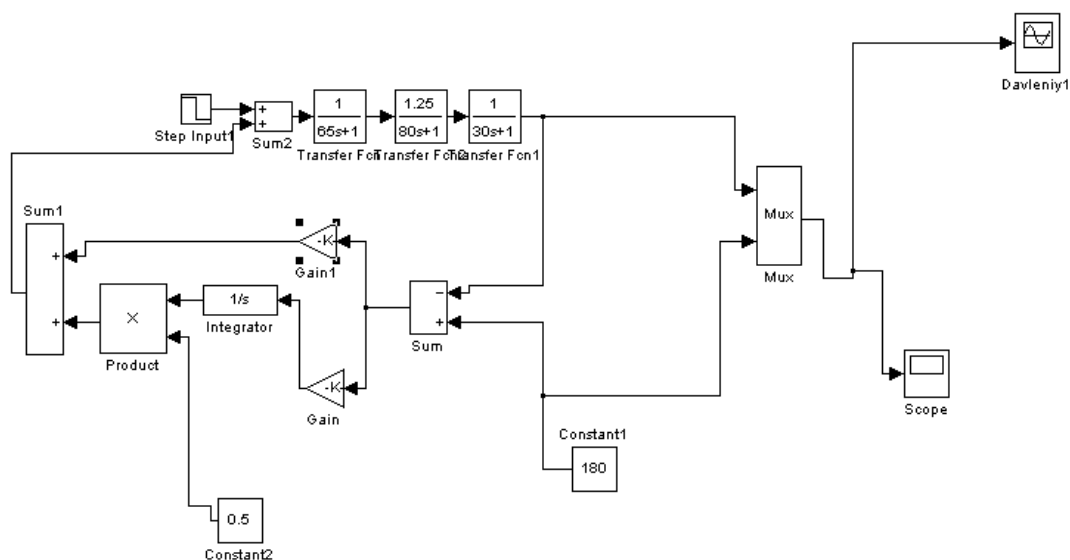 Davleniy1
Step Input1
+
+
Sum2
1
65s+1
Transfer Fcn
1.25
80s+1
Transfer Fcn2
1
30s+1
Transfer Fcn1
Sum1
+
+
-K
Gain1
Mux
Mux
×
Product
1/s
Integrator
−
+
Sum
-K
Gain
Scope
Constant1
180
0.5
Constant2